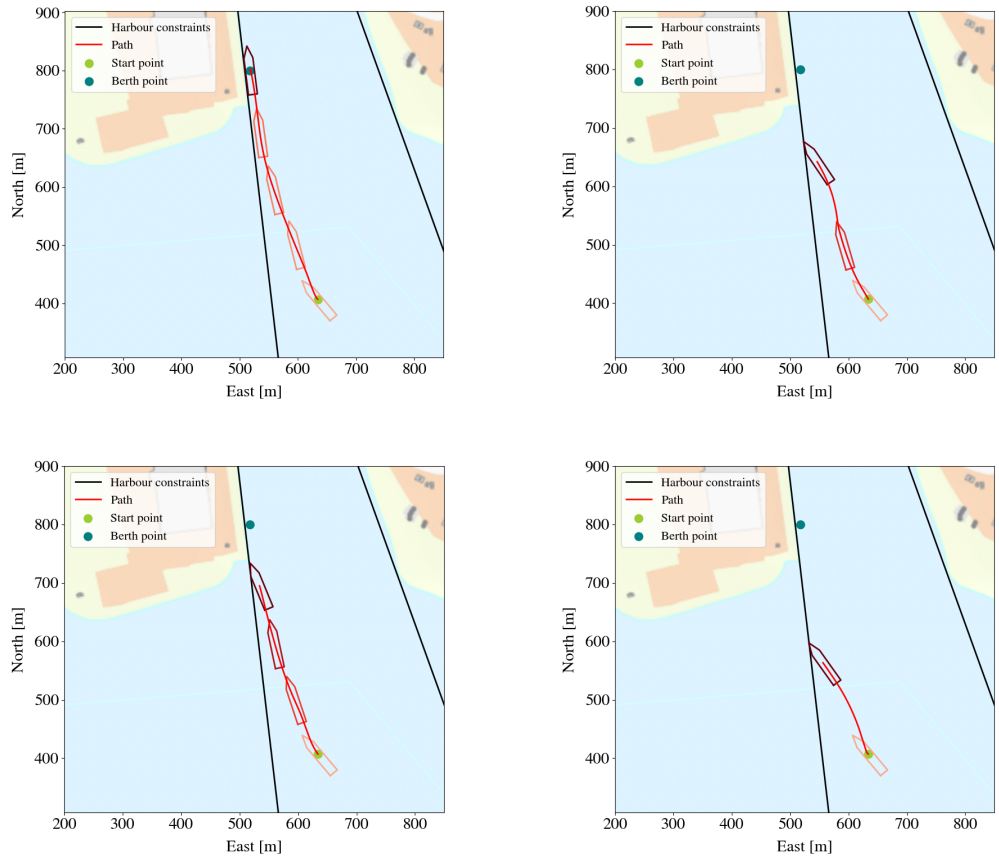 900
800
700
600
500
400
North [m]
Harbour constraints
Path
Start point
Berth point
200 300 400 500 600 700 800
East [m]
900
800
700
600
500
400
North [m]
Harbour constraints
Path
Start point
Berth point
200 300 400 500 600 700 800
East [m]
900
800
700
600
500
400
North [m]
Harbour constraints
Path
Start point
Berth point
200 300 400 500 600 700 800
East [m]
900
800
700
600
500
400
North [m]
Harbour constraints
Path
Start point
Berth point
200 300 400 500 600 700 800
East [m]